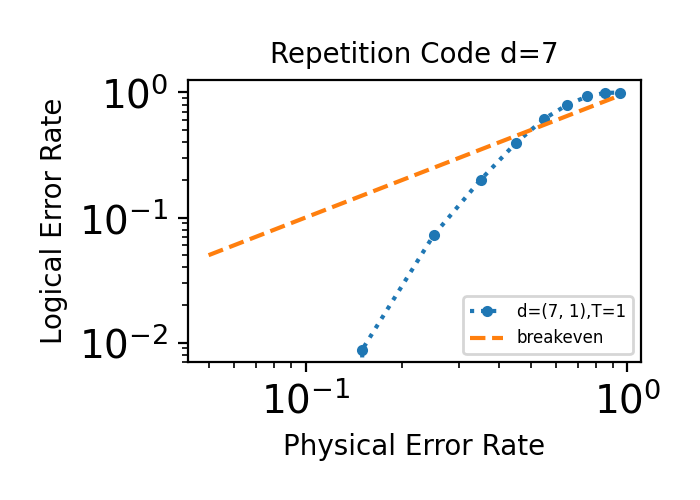 Repetition Code d=7
Logical Error Rate
10⁰
10⁻¹
10⁻²
d=(7, 1),T=1
breakeven
10⁻¹
10⁰
Physical Error Rate